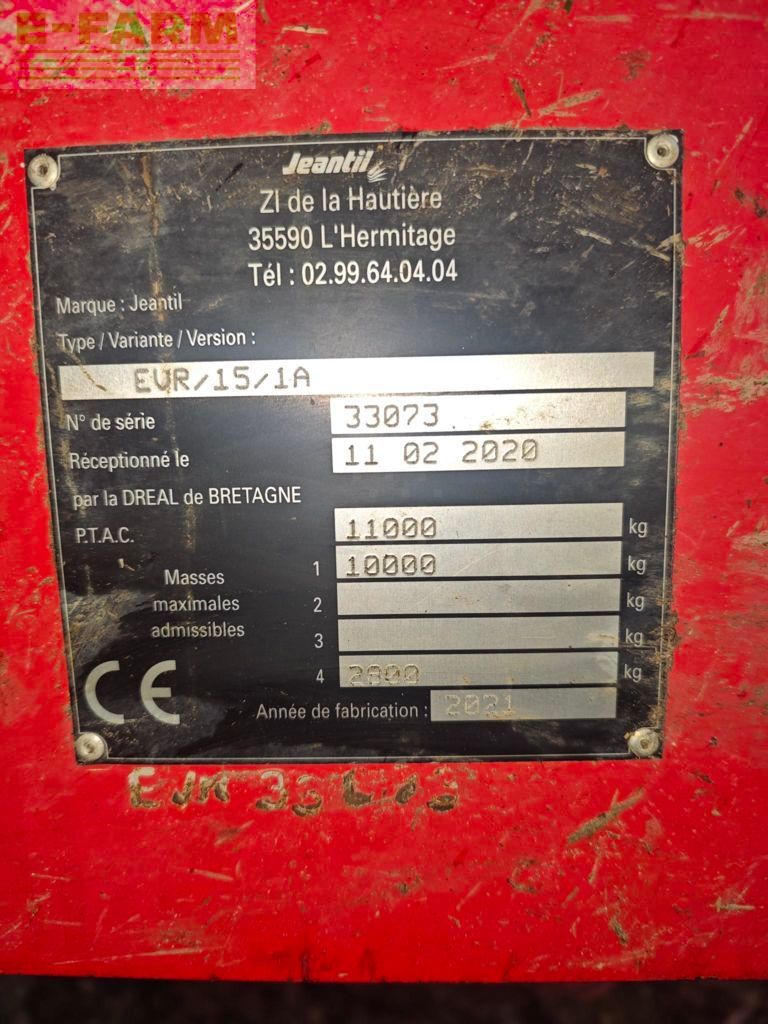 E-FARM
Jeantil
ZI de la Hautière
35590 L'Hermitage
Tél : 02.99.64.04.04
Marque : Jeantil
Type / Variante / Version :
EVR/15/1A
N° de série 33073
Réceptionné le 11 02 2020
par la DREAL de BRETAGNE
P.T.A.C. 11000 kg
Masses maximales admissibles
1 10000 kg
2 kg
3 kg
4 2800 kg
CE
Année de fabrication : 2021